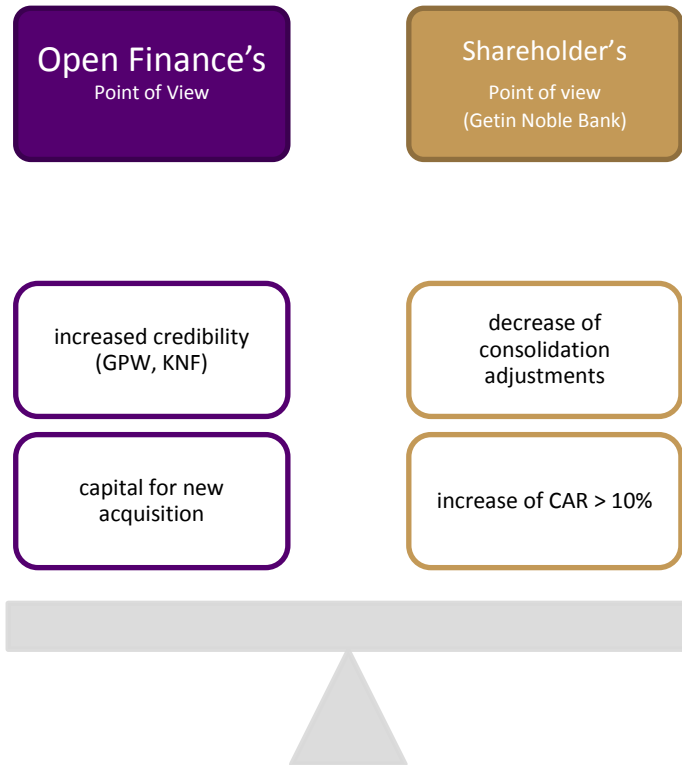 Open Finance’s
Point of View
Shareholder’s
Point of view
(Getin Noble Bank)
increased credibility
(GPW, KNF)
decrease of
consolidation
adjustments
capital for new
acquisition
increase of CAR > 10%